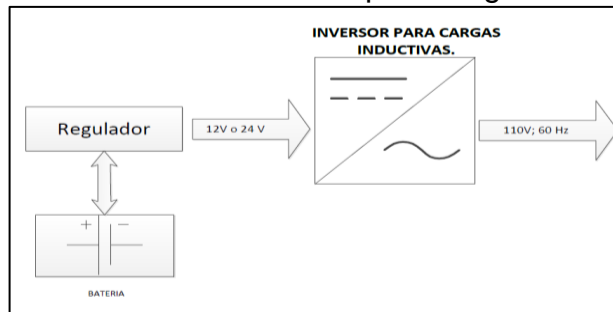 INVERSOR PARA CARGAS
INDUCTIVAS.
Regulador
12V o 24 V
110V; 60 Hz
+ −
BATERIA